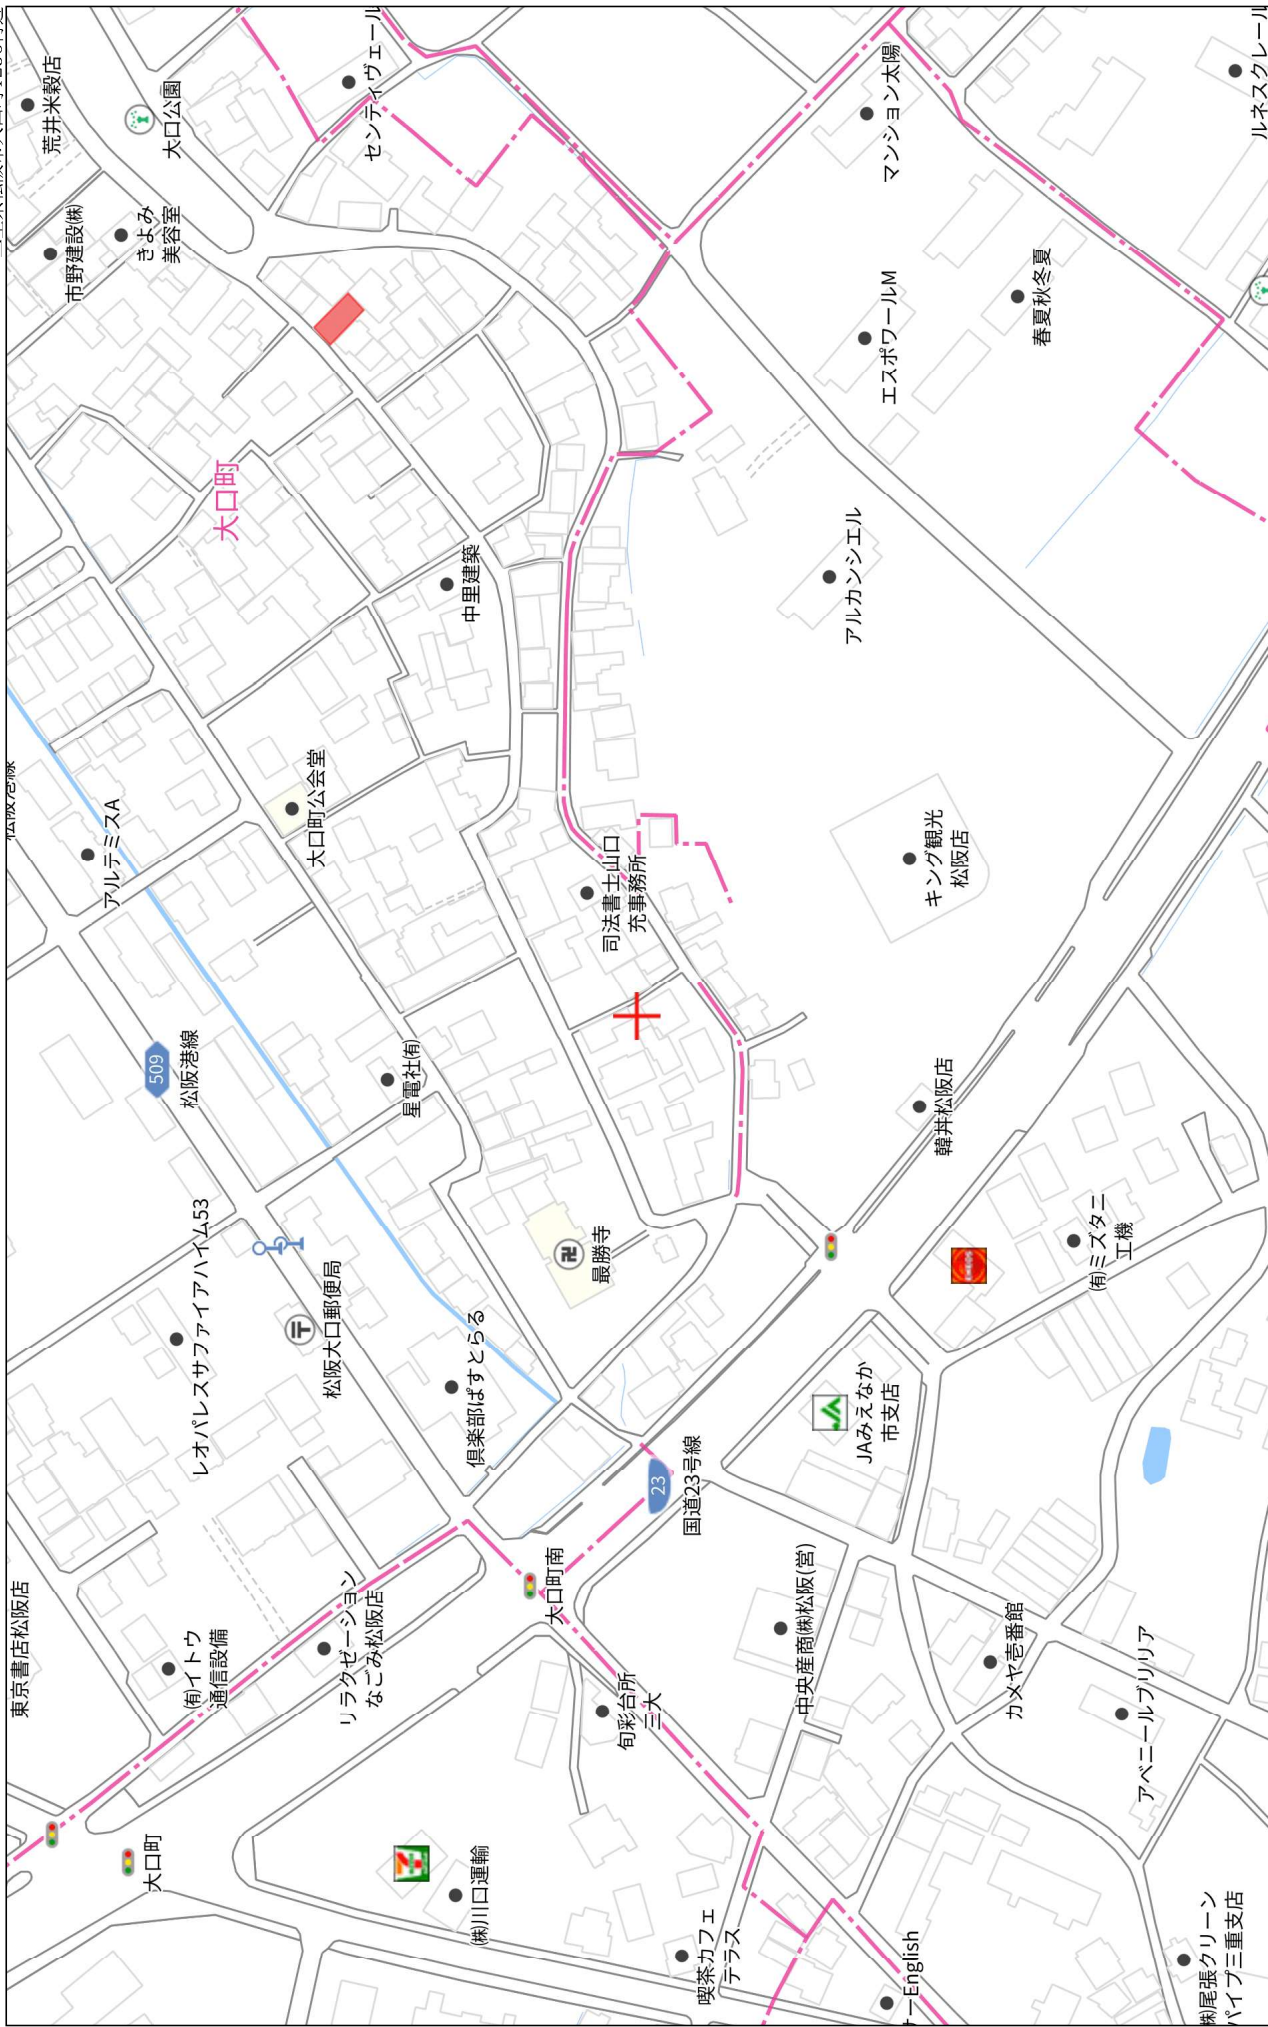 東京書店松阪店
大口町
(有)イトウ
通信設備
リラクゼーション
なごみ松阪店
レオパレスサファイアハイム53
松阪大口郵便局
509
松阪港線
アルテミスA
松阪港線
大口町公会堂
星電社(有)
大口町
市野建設(株)
きよみ
美容室
荒井米穀店
大口公園
センティヴェール
(株)川口運輸
倶楽部ぱすとらる
最勝寺
中里建築
大口町南
旬彩台所
三大
23
国道23号線
司法書士山口
充事務所
喫茶カフェ
テラス
中央産商(株)松阪(営)
JAみえなか
市支店
韓丼松阪店
キング観光
松阪店
アルカンシエル
エスポワールM
マンション太陽
春夏秋冬夏
ーEnglish
カメヤ壱番館
アベニールブリリア
(有)ミズタニ
工機
(株)尾張クリーン
パイプ三重支店
ルネスクレール